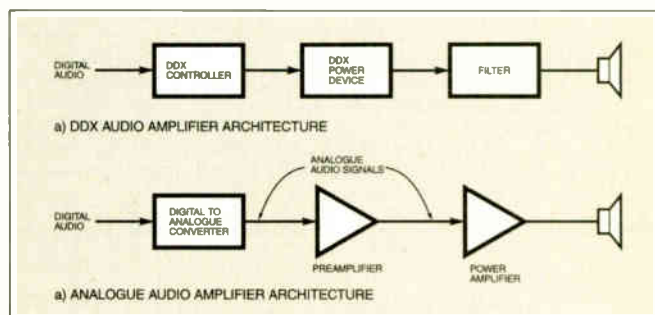 DIGITAL
AUDIO
DDX
CONTROLLER
DDX
POWER
DEVICE
FILTER
a) DDX AUDIO AMPLIFIER ARCHITECTURE
ANALOGUE
AUDIO SIGNALS
DIGITAL
AUDIO
DIGITAL TO
ANALOGUE
CONVERTER
PREAMPLIFIER
POWER
AMPLIFIER
a) ANALOGUE AUDIO AMPLIFIER ARCHITECTURE